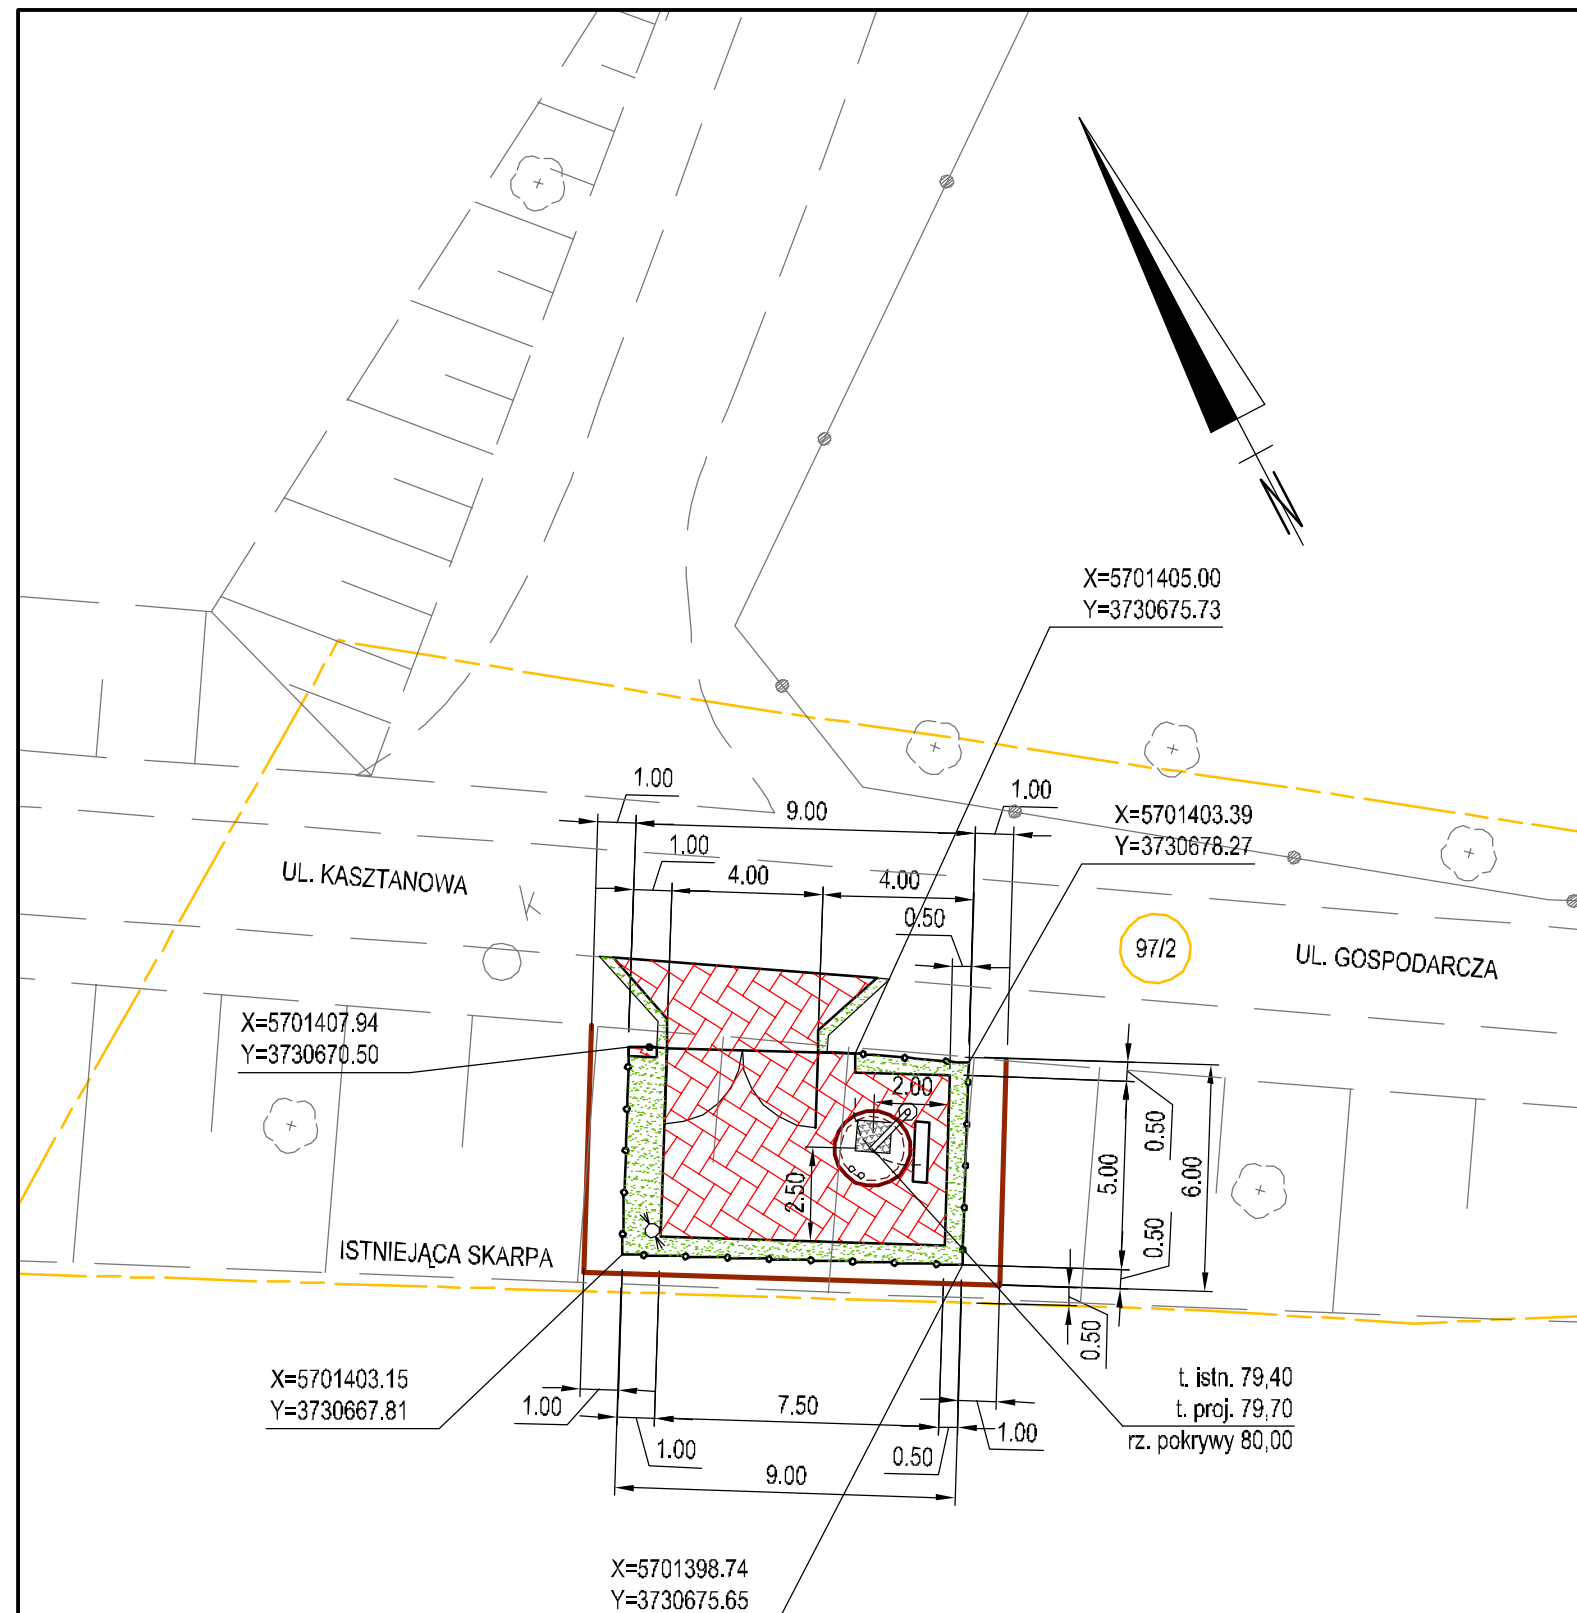 X=5701405.00
Y=3730675.73
1.00
9.00
1.00
X=5701403.39
Y=3730678.27
1.00
4.00
4.00
0.50
UL. KASZTANOWA
k
97/2
UL. GOSPODARCZA
N
X=5701407.94
Y=3730670.50
2.00
2.50
0.50
5.00
6.00
0.50
0.50
ISTNIEJĄCA SKARPA
X=5701403.15
Y=3730667.81
1.00
7.50
1.00
1.00
0.50
9.00
t. istn. 79,40
t. proj. 79,70
rz. pokrywy 80,00
X=5701398.74
Y=3730675.65